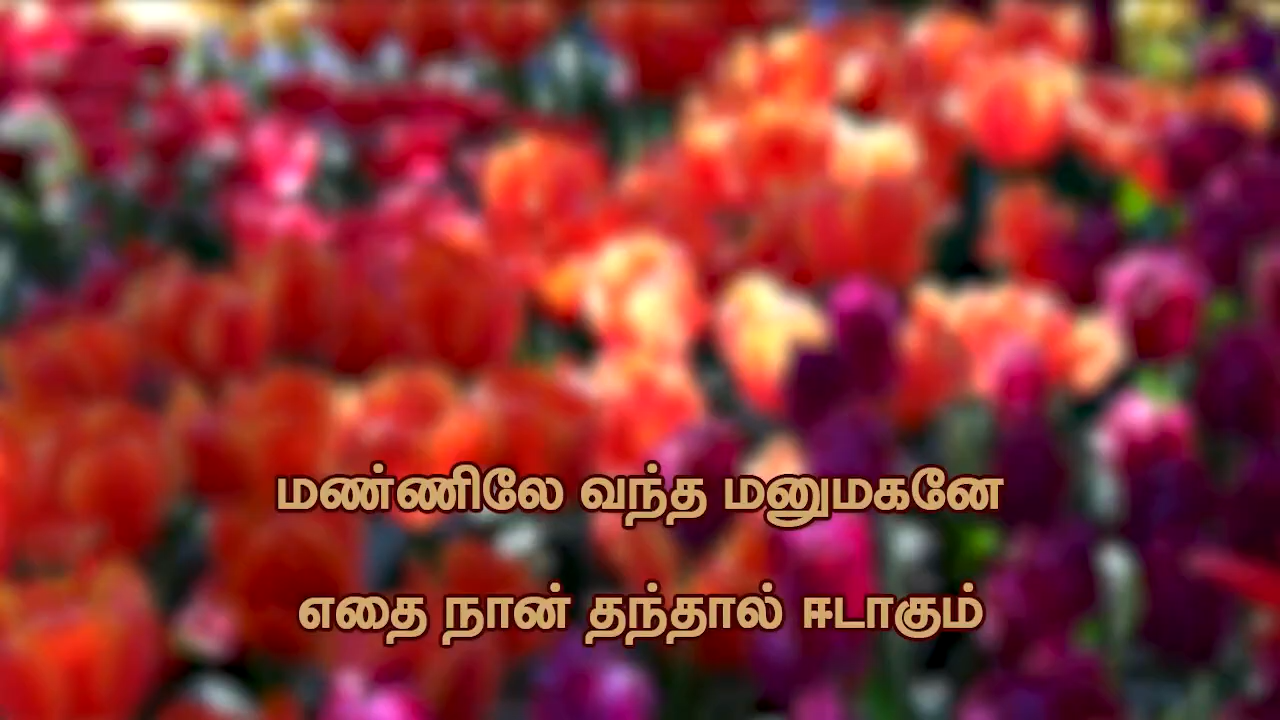 மண்ணிலே வந்த மனுமகனே
எதை நான் தந்தால் ஈடாகும்